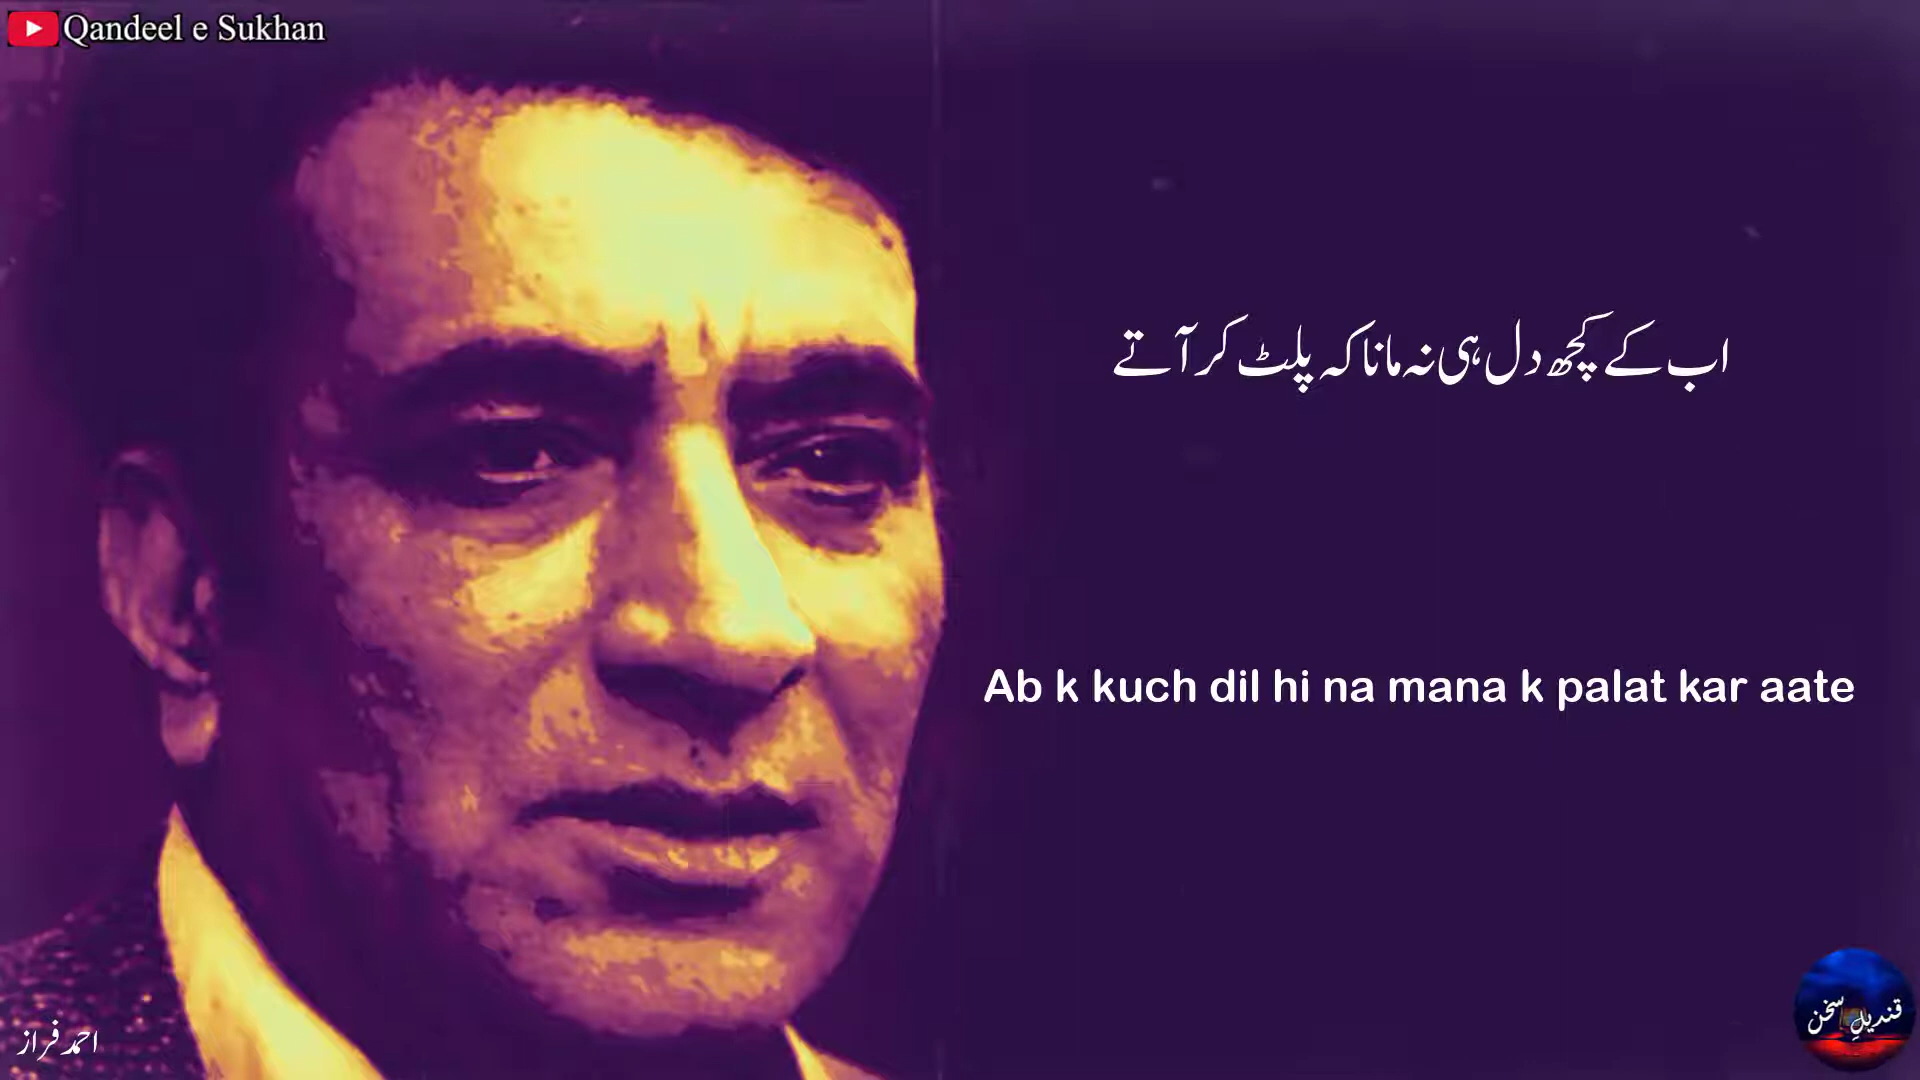 Qandeel e Sukhan
اب کے کچھ دل ہی نہ مانا کہ پلٹ کر آتے
Ab k kuch dil hi na mana k palat kar aate
احمد فراز
قندیلِ سخن